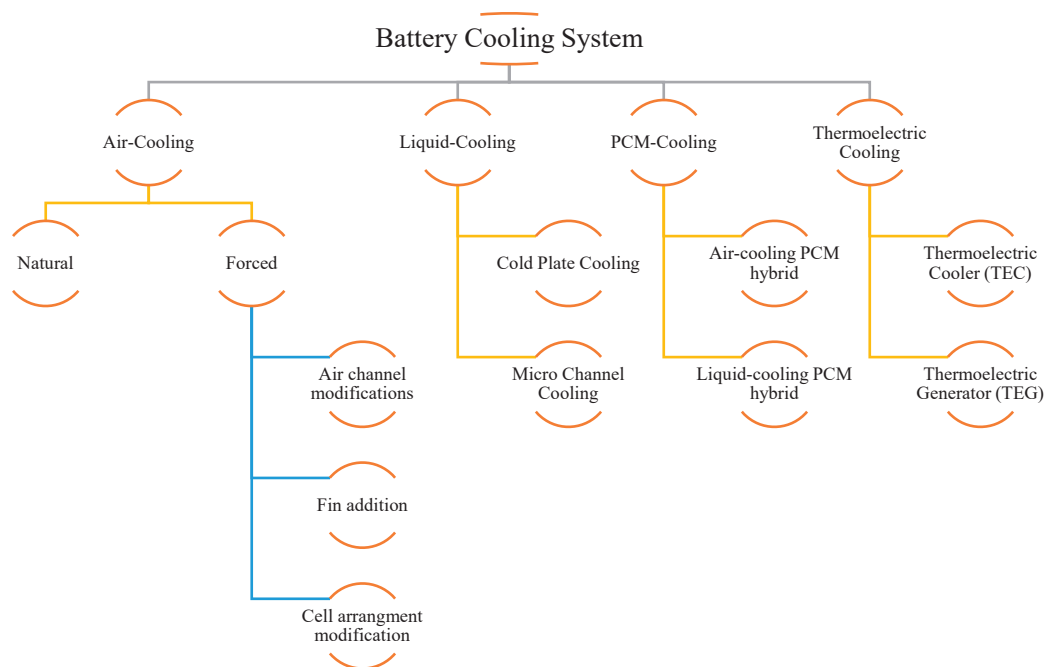 Battery Cooling System
Air-Cooling
Liquid-Cooling
PCM-Cooling
Thermoelectric
Cooling
Natural
Forced
Cold Plate Cooling
Air-cooling PCM
hybrid
Thermoelectric
Cooler (TEC)
Air channel
modifications
Micro Channel
Cooling
Liquid-cooling PCM
hybrid
Thermoelectric
Generator (TEG)
Fin addition
Cell arrangment
modification